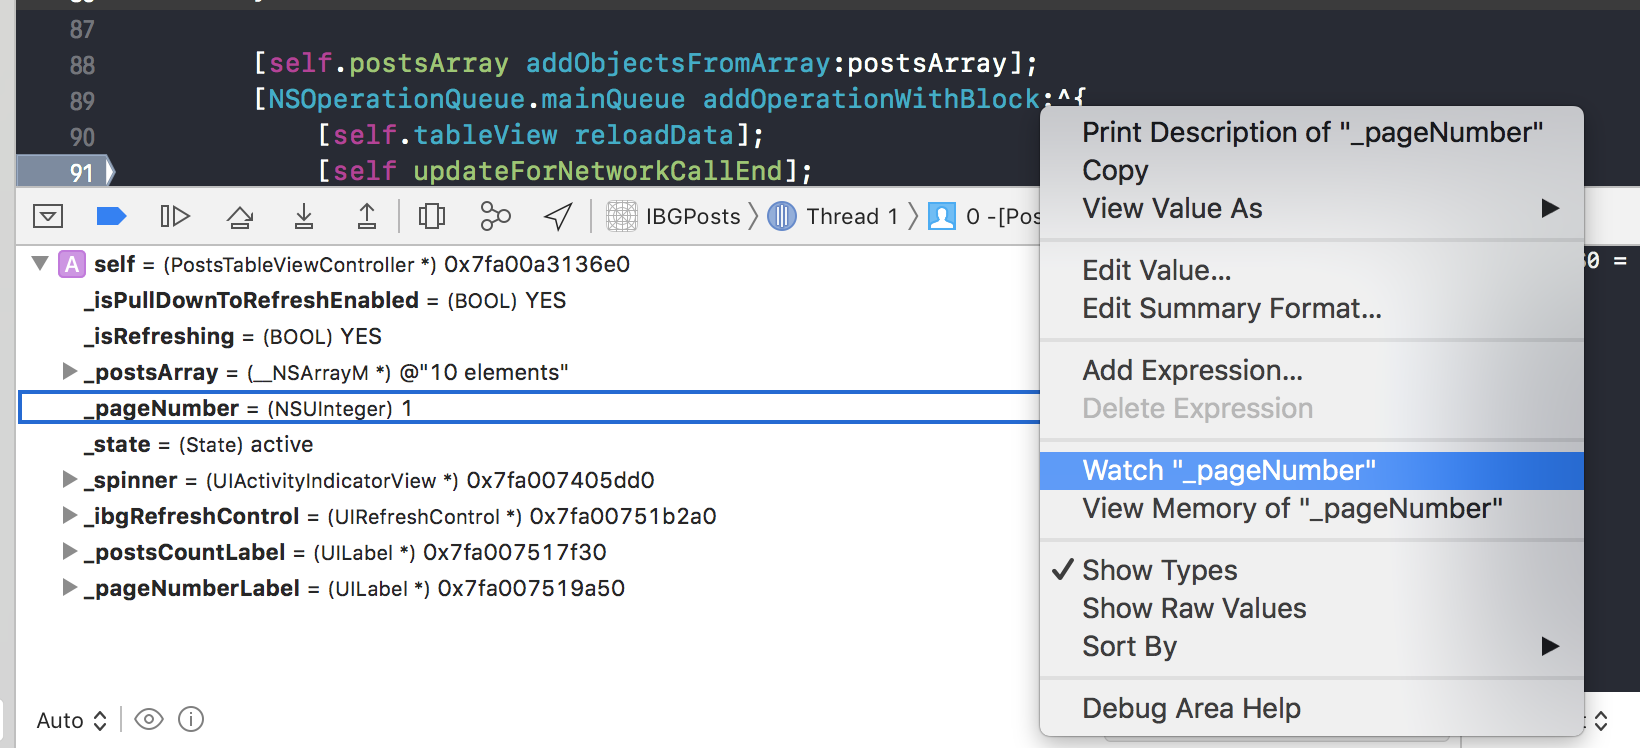 87
88 [self.postsArray addObjectsFromArray:postsArray];
89 [NSOperationQueue.mainQueue addOperationWithBlock:^{
90 [self.tableView reloadData];
91 [self updateForNetworkCallEnd];
IBGPosts Thread 1 0 -[Pos
A self = (PostsTableViewController *) 0x7fa00a3136e0
_isPullDownToRefreshEnabled = (BOOL) YES
_isRefreshing = (BOOL) YES
_postsArray = (__NSArrayM *) @"10 elements"
_pageNumber = (NSUInteger) 1
_state = (State) active
_spinner = (UIActivityIndicatorView *) 0x7fa007405dd0
_ibgRefreshControl = (UIRefreshControl *) 0x7fa00751b2a0
_postsCountLabel = (UILabel *) 0x7fa007517f30
_pageNumberLabel = (UILabel *) 0x7fa007519a50
Auto
Print Description of "_pageNumber"
Copy
View Value As
Edit Value...
Edit Summary Format...
Add Expression...
Delete Expression
Watch "_pageNumber"
View Memory of "_pageNumber"
✓ Show Types
Show Raw Values
Sort By
Debug Area Help
0 =